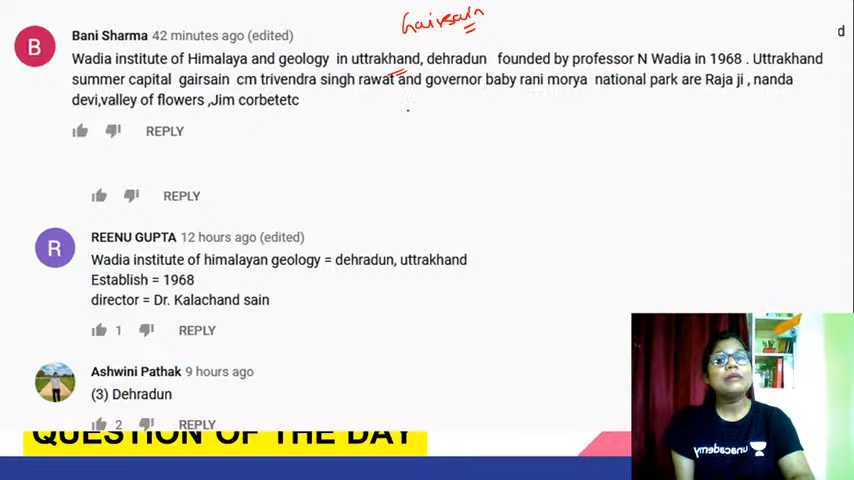 hairsain
d
B
Bani Sharma 42 minutes ago (edited)
Wadia institute of Himalaya and geology in uttrakhand, dehradun founded by professor N Wadia in 1968 . Uttrakhand
summer capital gairsain cm trivendra singh rawat and governor baby rani morya national park are Raja ji , nanda
devi,valley of flowers ,Jim corbetetc
REPLY
REPLY
R
REENU GUPTA 12 hours ago (edited)
Wadia institute of himalayan geology = dehradun, uttrakhand
Establish = 1968
director = Dr. Kalachand sain
1 REPLY
Ashwini Pathak 9 hours ago
(3) Dehradun
2 REPLY
QUESTION OF THE DAY
unacademy